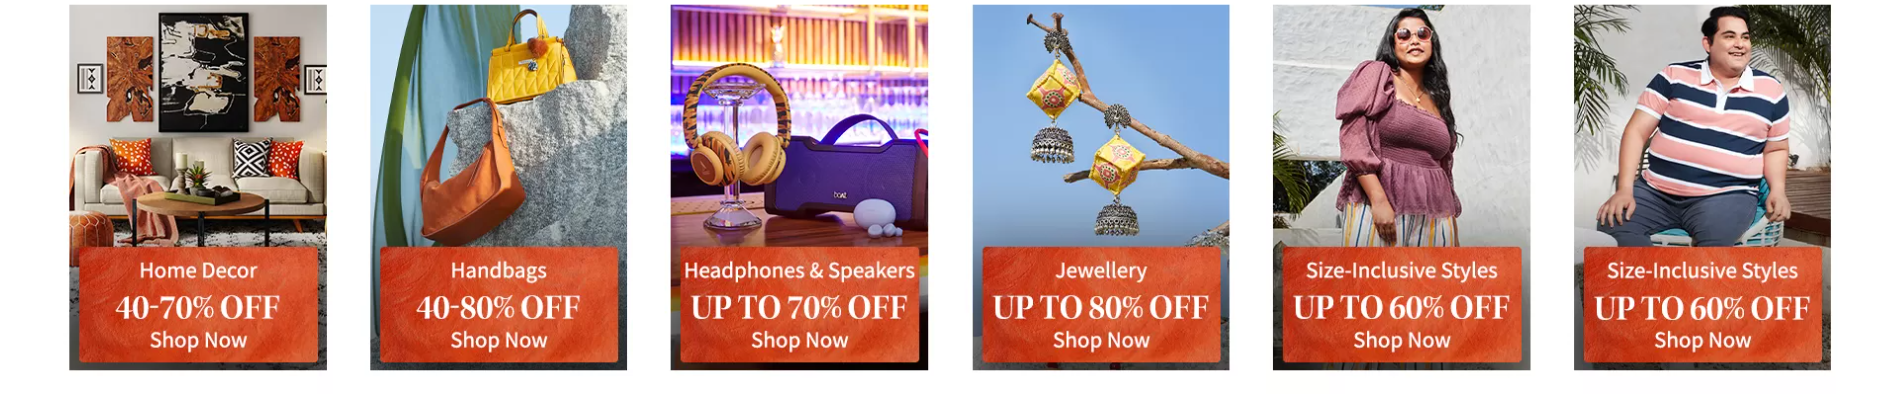 Home Decor
40-70% OFF
Shop Now
Handbags
40-80% OFF
Shop Now
boAt
Headphones & Speakers
UP TO 70% OFF
Shop Now
Jewellery
UP TO 80% OFF
Shop Now
Size-Inclusive Styles
UP TO 60% OFF
Shop Now
Size-Inclusive Styles
UP TO 60% OFF
Shop Now